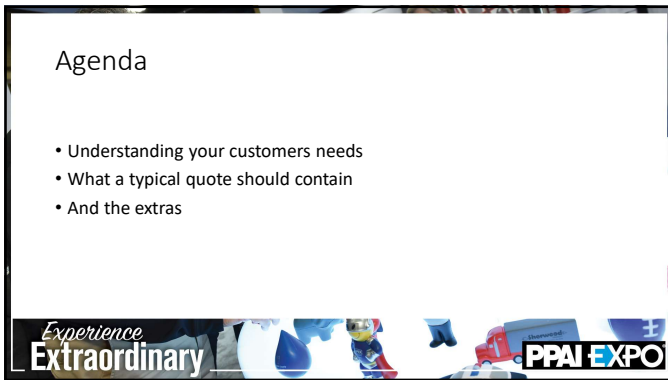 Agenda
• Understanding your customers needs
• What a typical quote should contain
• And the extras
Experience
Extraordinary
PPAI EXPO